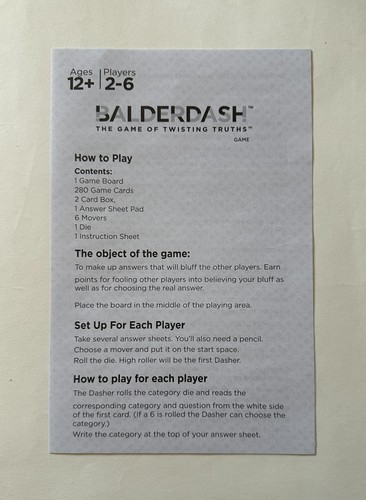 Ages
12+
Players
2-6
BALDERDASH™
THE GAME OF TWISTING TRUTHS™
GAME
How to Play
Contents:
1 Game Board
280 Game Cards
2 Card Box,
1 Answer Sheet Pad
6 Movers
1 Die
1 Instruction Sheet
The object of the game:
To make up answers that will bluff the other players. Earn
points for fooling other players into believing your bluff as
well as for choosing the real answer.
Place the board in the middle of the playing area.
Set Up For Each Player
Take several answer sheets. You'll also need a pencil.
Choose a mover and put it on the start space.
Roll the die. High roller will be the first Dasher.
How to play for each player
The Dasher rolls the category die and reads the
corresponding category and question from the white side
of the first card. (If a 6 is rolled the Dasher can choose the
category.)
Write the category at the top of your answer sheet.